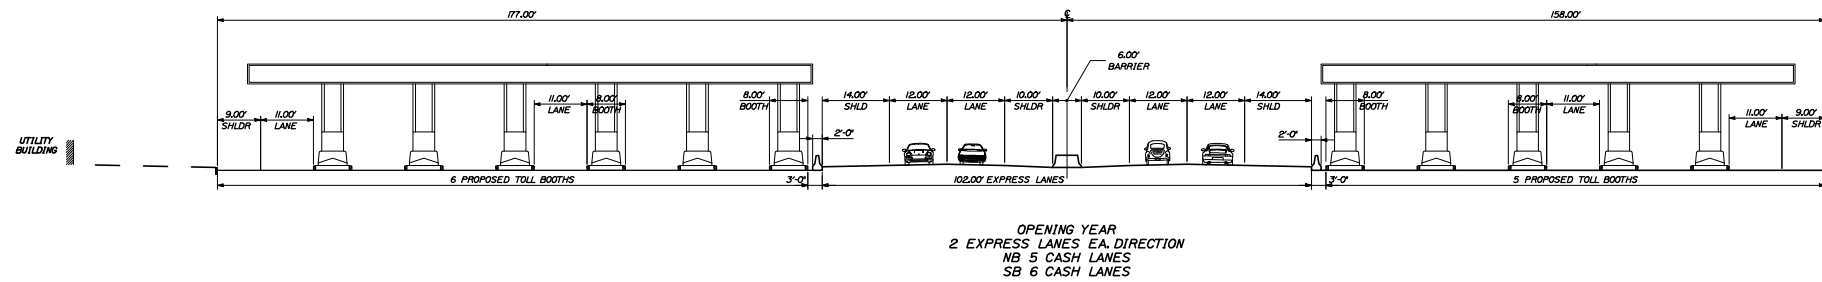 177.00'
℄
158.00'
6.00'
BARRIER
9.00'
SHLDR
11.00'
LANE
11.00'
LANE
8.00'
BOOTH
8.00'
BOOTH
14.00'
SHLD
12.00'
LANE
12.00'
LANE
10.00'
SHLDR
10.00'
SHLDR
12.00'
LANE
12.00'
LANE
14.00'
SHLD
8.00'
BOOTH
8.00'
BOOTH
11.00'
LANE
11.00'
LANE
9.00'
SHLDR
UTILITY
BUILDING
2'-0"
2'-0"
6 PROPOSED TOLL BOOTHS
3'-0"
102.00' EXPRESS LANES
3'-0"
5 PROPOSED TOLL BOOTHS
OPENING YEAR
2 EXPRESS LANES EA. DIRECTION
NB 5 CASH LANES
SB 6 CASH LANES